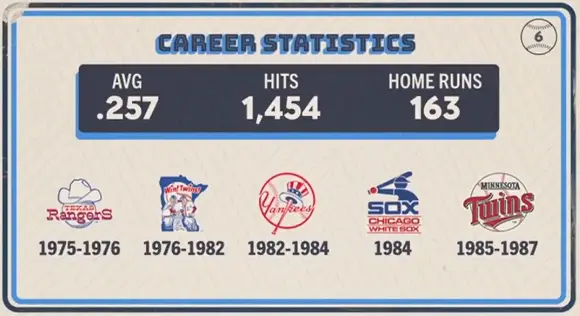 CAREER STATISTICS
6
AVG HITS HOME RUNS
.257 1,454 163
TEXAS
RangerS
Win! Twins!
Yankees
SOX
CHICAGO
WHITE SOX
MINNESOTA
Twins
1975-1976 1976-1982 1982-1984 1984 1985-1987